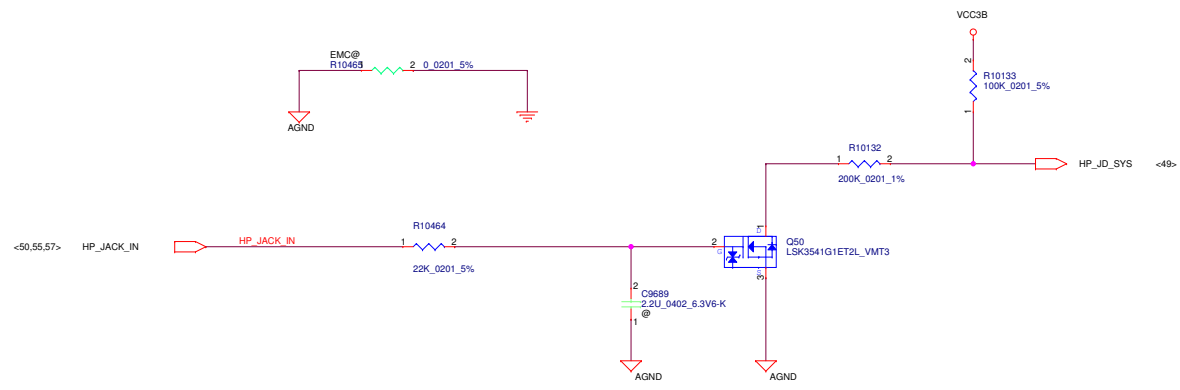 VCC3B
EMC@
R10465 1 2 0_0201_5%
AGND
2
R10133
100K_0201_5%
1
R10132
1 2
200K_0201_1%
HP_JD_SYS <49>
R10464
<50,55,57> HP_JACK_IN
HP_JACK_IN
1 2
22K_0201_5%
1
2
Q50
LSK3541G1ET2L_VMT3
3
2
C9689
2.2U_0402_6.3V6-K
@
1
AGND
AGND